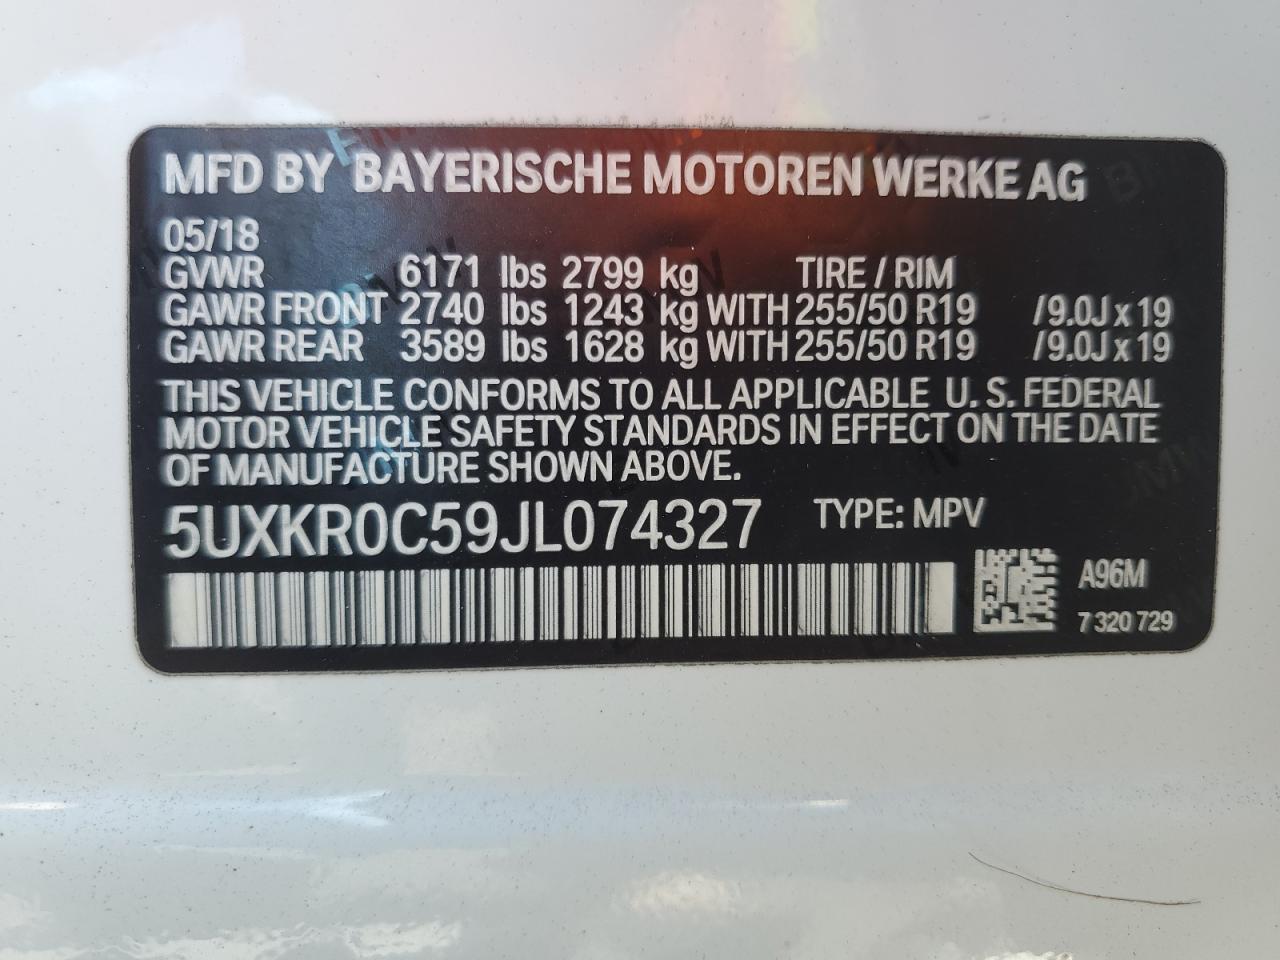 MFD BY BAYERISCHE MOTOREN WERKE AG
05/18
GVWR 6171 lbs 2799 kg TIRE / RIM
GAWR FRONT 2740 lbs 1243 kg WITH 255/50 R19 /9.0J x 19
GAWR REAR 3589 lbs 1628 kg WITH 255/50 R19 /9.0J x 19
THIS VEHICLE CONFORMS TO ALL APPLICABLE U. S. FEDERAL
MOTOR VEHICLE SAFETY STANDARDS IN EFFECT ON THE DATE
OF MANUFACTURE SHOWN ABOVE.
5UXKR0C59JL074327 TYPE: MPV
A96M
7 320 729